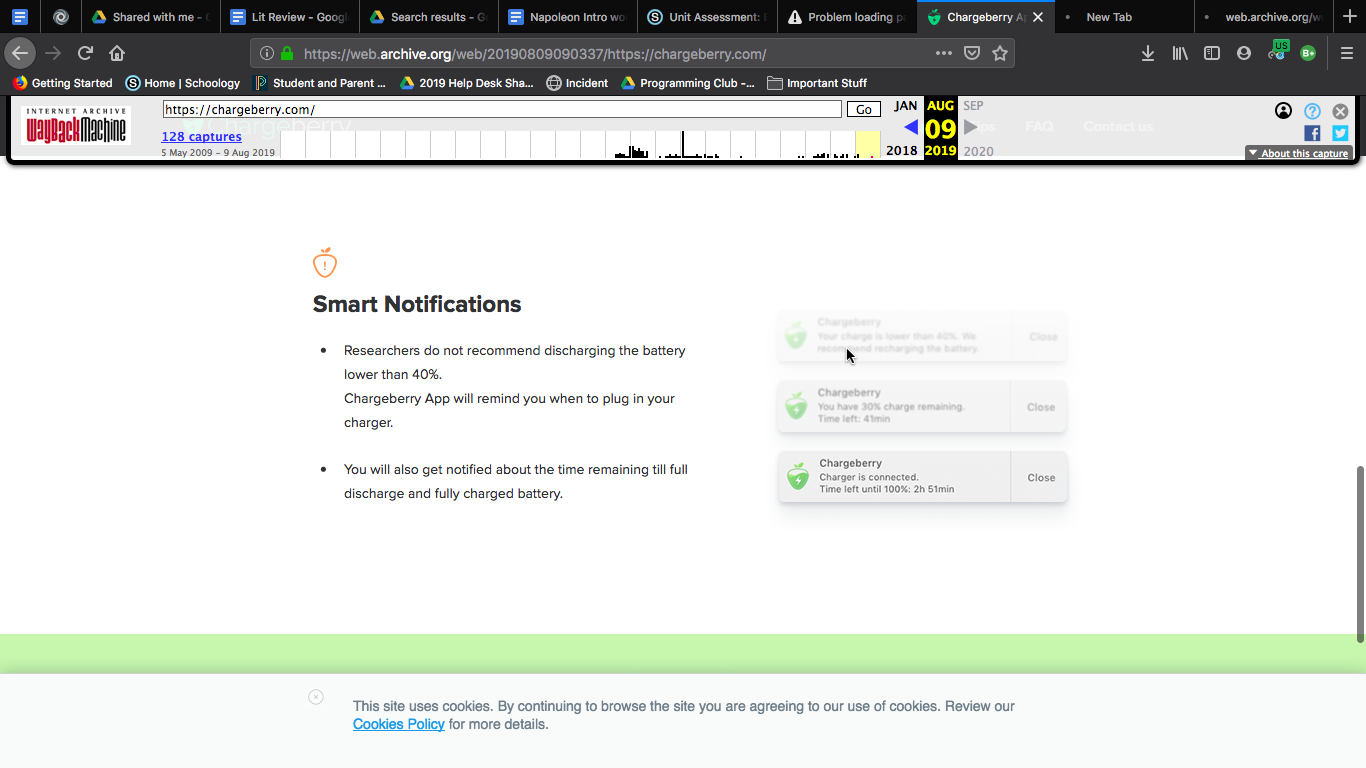 Shared with me - G
Lit Review - Googl
Search results - Go
Napoleon Intro wo
Unit Assessment: E
Problem loading p
Chargeberry A
New Tab
web.archive.org/w
https://web.archive.org/web/20190809090337/https://chargeberry.com/
US
B+
Getting Started
Home | Schoology
Student and Parent ...
2019 Help Desk Sha...
Incident
Programming Club -...
Important Stuff
INTERNET ARCHIVE
WayBackMachine
https://chargeberry.com/
Go
JAN AUG SEP
128 captures
09
FAQ Contact us
5 May 2009 – 9 Aug 2019
2018 2019 2020
About this capture
Smart Notifications
Researchers do not recommend discharging the battery
lower than 40%.
Chargeberry App will remind you when to plug in your
charger.
You will also get notified about the time remaining till full
discharge and fully charged battery.
Chargeberry
Your charge is lower than 40%. We
recommend recharging the battery.
Close
Chargeberry
You have 30% charge remaining.
Time left: 41min
Close
Chargeberry
Charger is connected.
Time left until 100%: 2h 51min
Close
This site uses cookies. By continuing to browse the site you are agreeing to our use of cookies. Review our
Cookies Policy for more details.